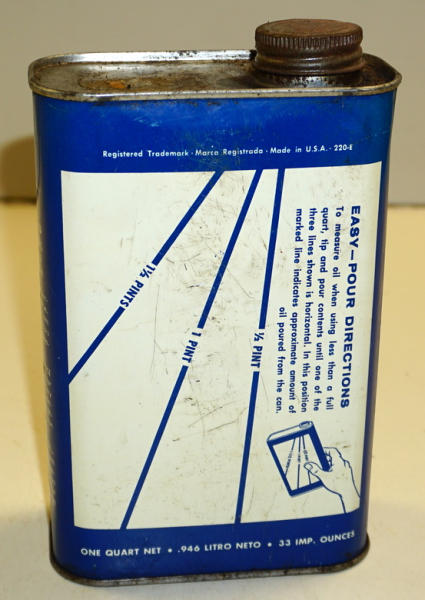 Registered Trademark · Marca Registrada · Made in U.S.A. · 220-E
EASY-POUR DIRECTIONS
To measure oil when using less than a full
quart, tip and pour contents until one of the
three lines shown is horizontal. In this position
marked line indicates approximate amount of
oil poured from the can.
½ PINT
1 PINT
1½ PINTS
ONE QUART NET • .946 LITRO NETO • 33 IMP. OUNCES